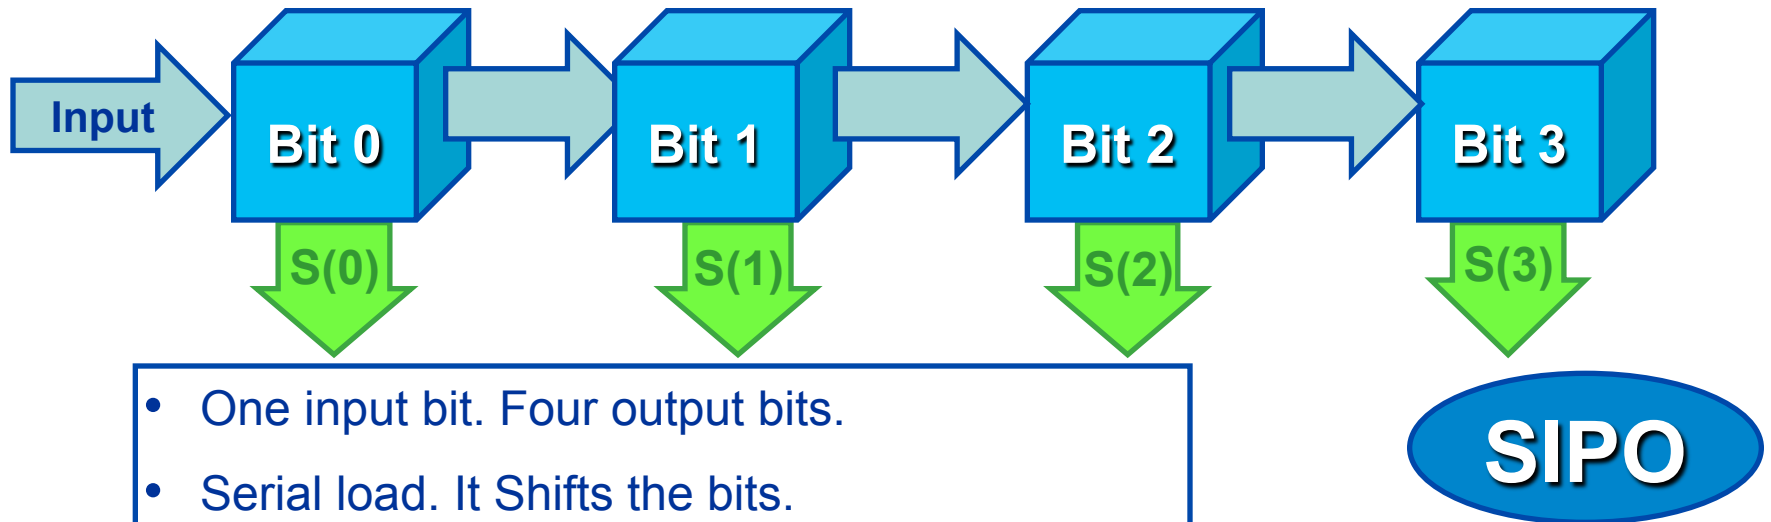 Input
Bit 0
Bit 1
Bit 2
Bit 3
S(0)
S(1)
S(2)
S(3)
• One input bit. Four output bits.
• Serial load. It Shifts the bits.
SIPO